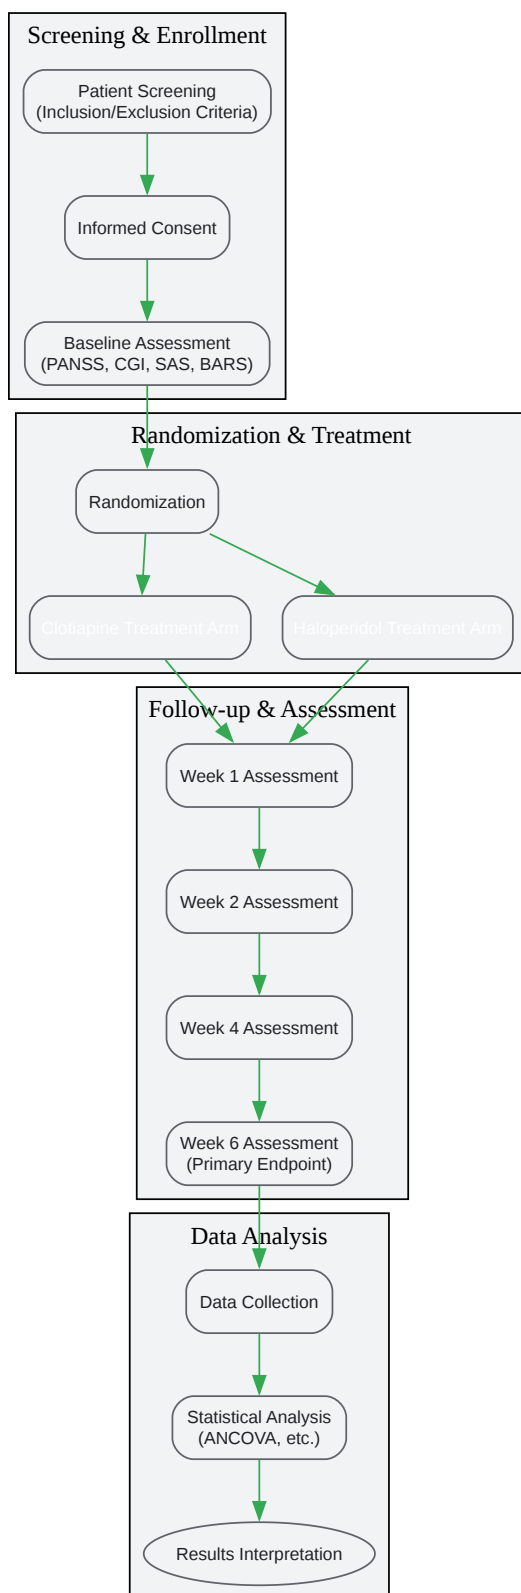 Screening & Enrollment
Patient Screening
(Inclusion/Exclusion Criteria)
Informed Consent
Baseline Assessment
(PANSS, CGI, SAS, BARS)
Randomization & Treatment
Randomization
Clotiapine Treatment Arm
Haloperidol Treatment Arm
Follow-up & Assessment
Week 1 Assessment
Week 2 Assessment
Week 4 Assessment
Week 6 Assessment
(Primary Endpoint)
Data Analysis
Data Collection
Statistical Analysis
(ANCOVA, etc.)
Results Interpretation